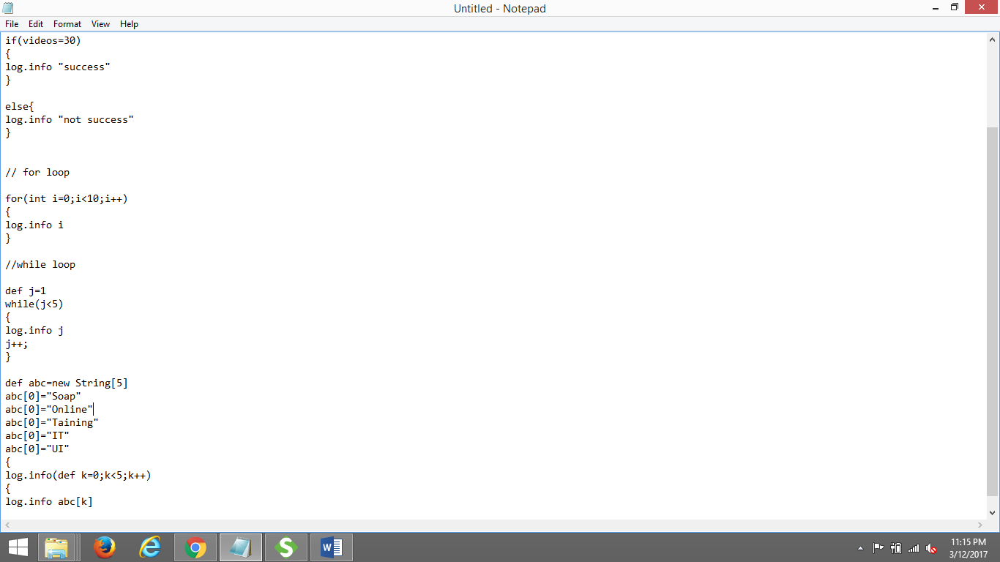 Untitled - Notepad
File Edit Format View Help
if(videos=30)
{
log.info "success"
}
else{
log.info "not success"
}
// for loop
for(int i=0;i<10;i++)
{
log.info i
}
//while loop
def j=1
while(j<5)
{
log.info j
j++;
}
def abc=new String[5]
abc[0]="Soap"
abc[0]="Online"
abc[0]="Taining"
abc[0]="IT"
abc[0]="UI"
{
log.info(def k=0;k<5;k++)
{
log.info abc[k]
11:15 PM
3/12/2017